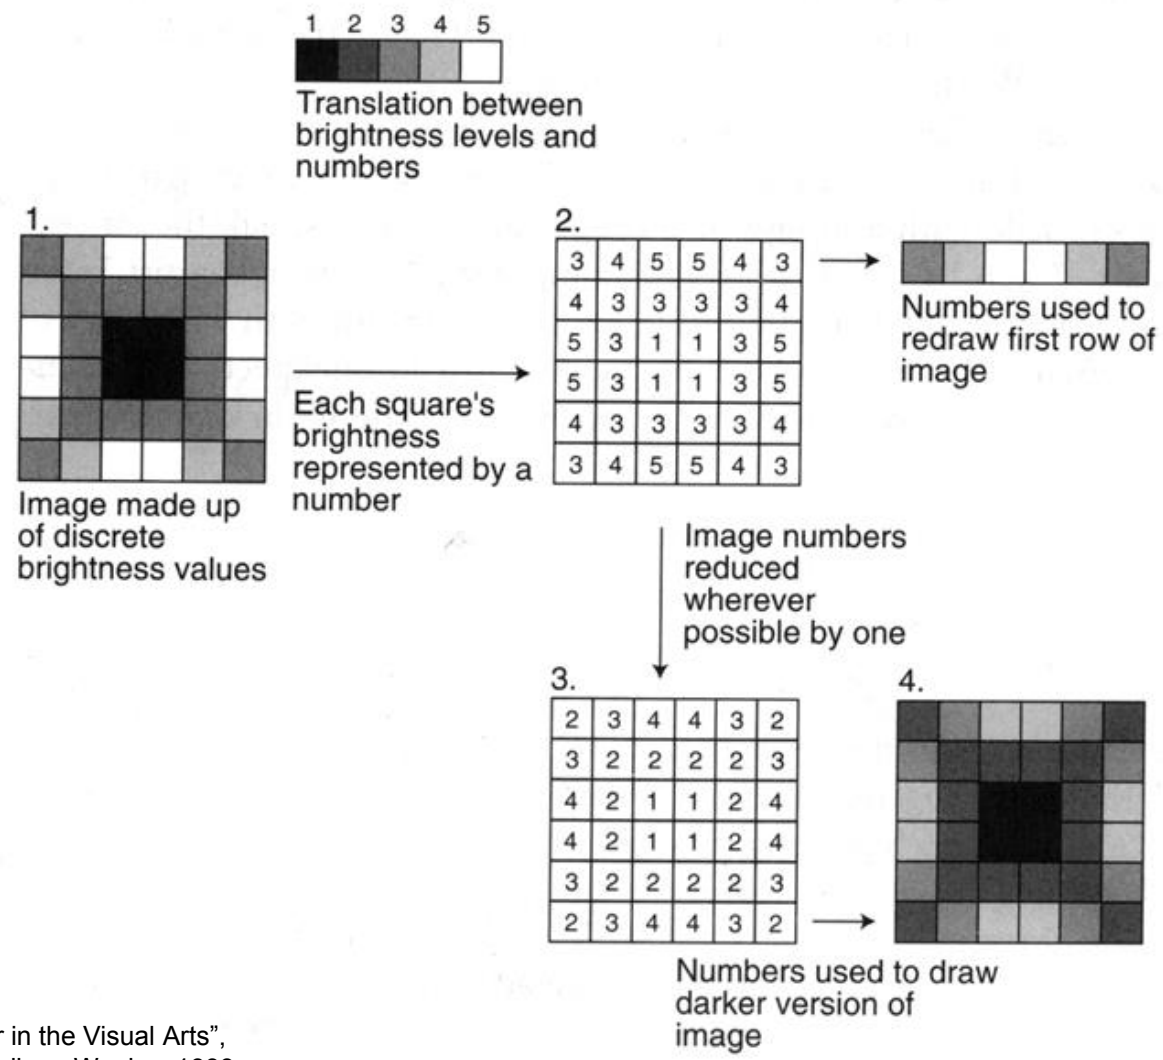 1 2 3 4 5
Translation between
brightness levels and
numbers
1.
Image made up
of discrete
brightness values
Each square's
brightness
represented by a
number
2.
3 4 5 5 4 3
4 3 3 3 3 4
5 3 1 1 3 5
5 3 1 1 3 5
4 3 3 3 3 4
3 4 5 5 4 3
Numbers used to
redraw first row of
image
Image numbers
reduced
wherever
possible by one
3.
2 3 4 4 3 2
3 2 2 2 2 3
4 2 1 1 2 4
4 2 1 1 2 4
3 2 2 2 2 3
2 3 4 4 3 2
4.
Numbers used to draw
darker version of
image
in the Visual Arts",